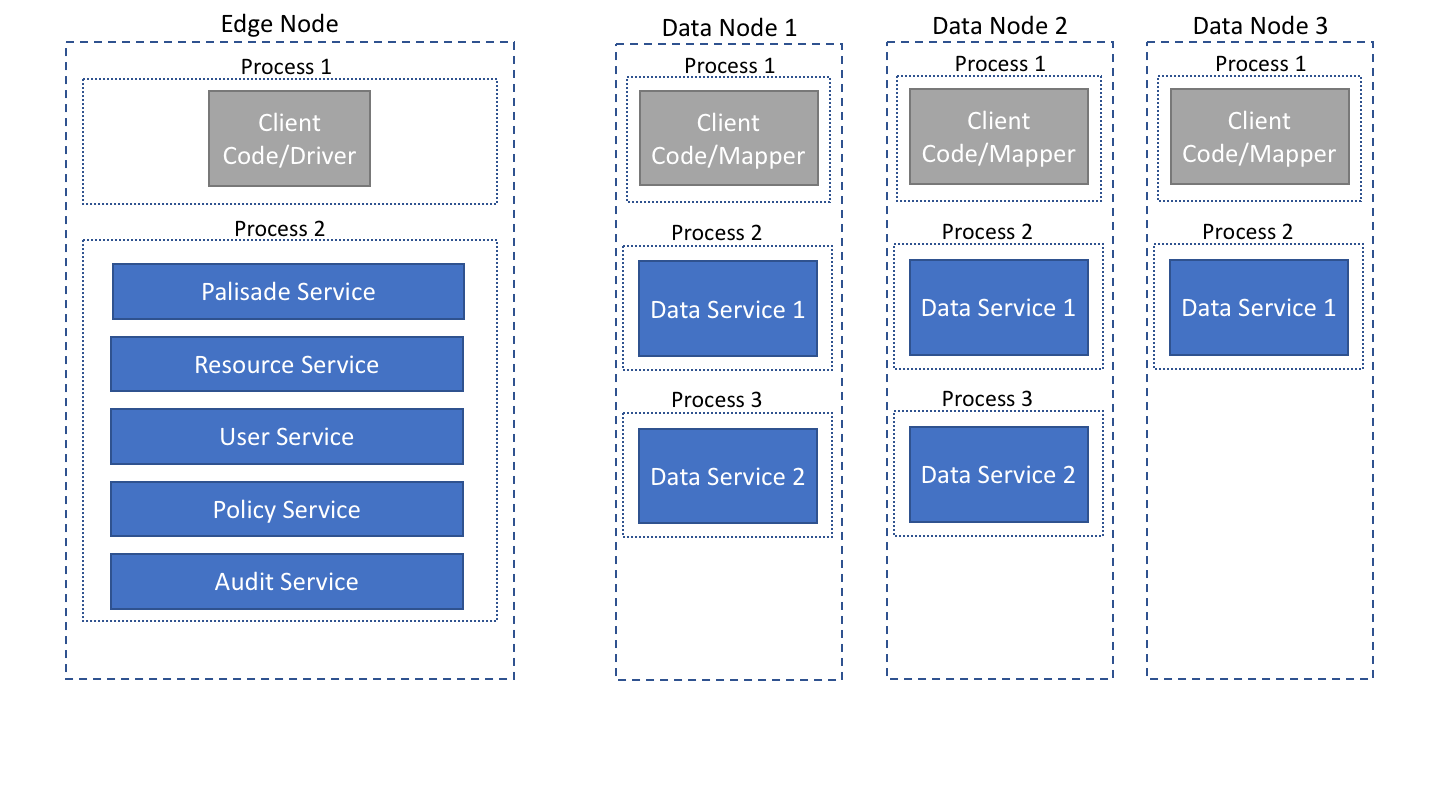 Edge Node
Process 1
Client
Code/Driver
Process 2
Palisade Service
Resource Service
User Service
Policy Service
Audit Service
Data Node 1
Process 1
Client
Code/Mapper
Process 2
Data Service 1
Process 3
Data Service 2
Data Node 2
Process 1
Client
Code/Mapper
Process 2
Data Service 1
Process 3
Data Service 2
Data Node 3
Process 1
Client
Code/Mapper
Process 2
Data Service 1